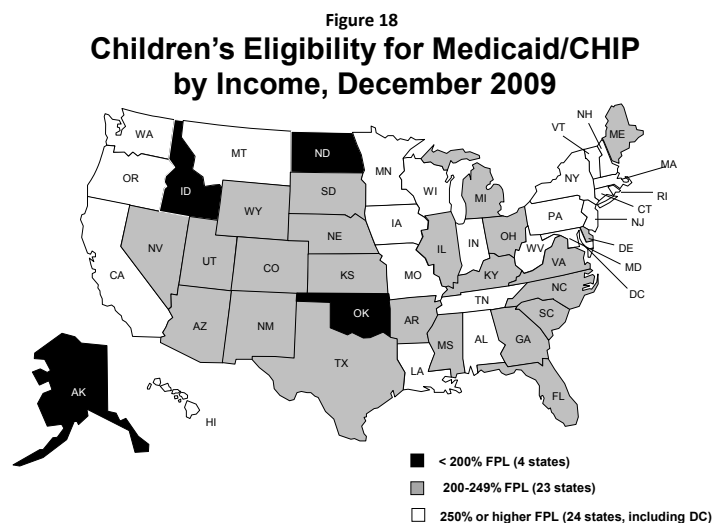 Figure 18
Children's Eligibility for Medicaid/CHIP
by Income, December 2009
WA
MT
ND
MN
VT
NH
ME
OR
ID
SD
WI
MI
NY
MA
RI
CT
NJ
WY
IA
PA
NV
NE
IL
IN
OH
WV
DE
MD
DC
CA
UT
CO
KS
MO
KY
VA
AZ
NM
OK
AR
TN
NC
SC
TX
LA
MS
AL
GA
FL
AK
HI
< 200% FPL (4 states)
200-249% FPL (23 states)
250% or higher FPL (24 states, including DC)